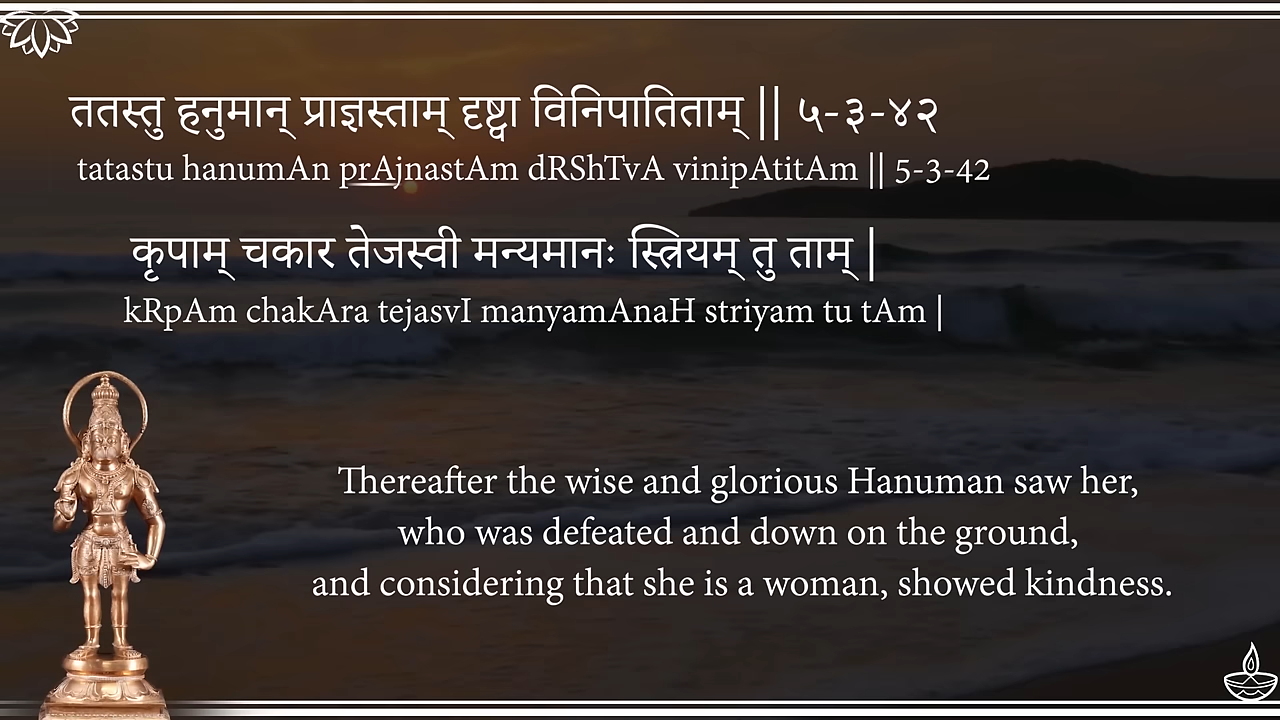 ततस्तु हनुमान् प्राज्ञस्ताम् दृष्ट्वा विनिपातिताम् || ५-३-४२
tatastu hanumAn prAjnastAm dRShTvA vinipAtitAm || 5-3-42
कृपाम् चकार तेजस्वी मन्यमानः स्त्रियम् तु ताम् |
kRpAm chakAra tejasvI manyamAnaH striyam tu tAm |
Thereafter the wise and glorious Hanuman saw her,
who was defeated and down on the ground,
and considering that she is a woman, showed kindness.